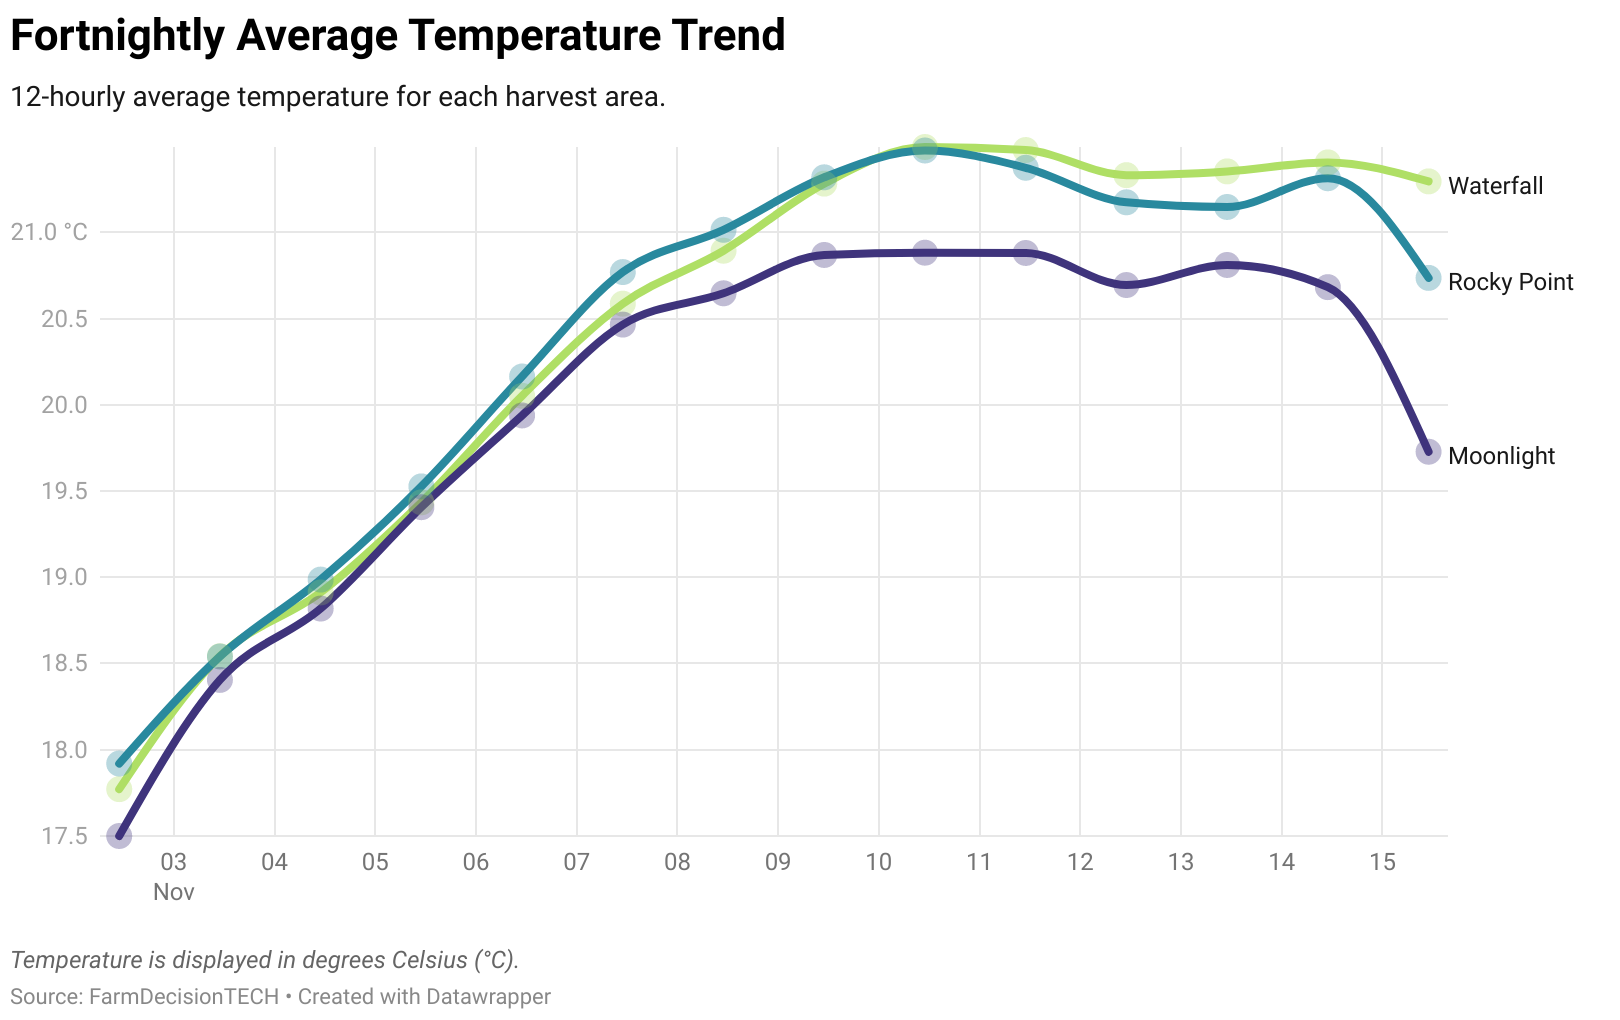 Fortnightly Average Temperature Trend
12-hourly average temperature for each harvest area.
21.0 °C
20.5
20.0
19.5
19.0
18.5
18.0
17.5
Waterfall
Rocky Point
Moonlight
03 04 05 06 07 08 09 10 11 12 13 14 15
Nov
Temperature is displayed in degrees Celsius (°C).
Source: FarmDecisionTECH • Created with Datawrapper